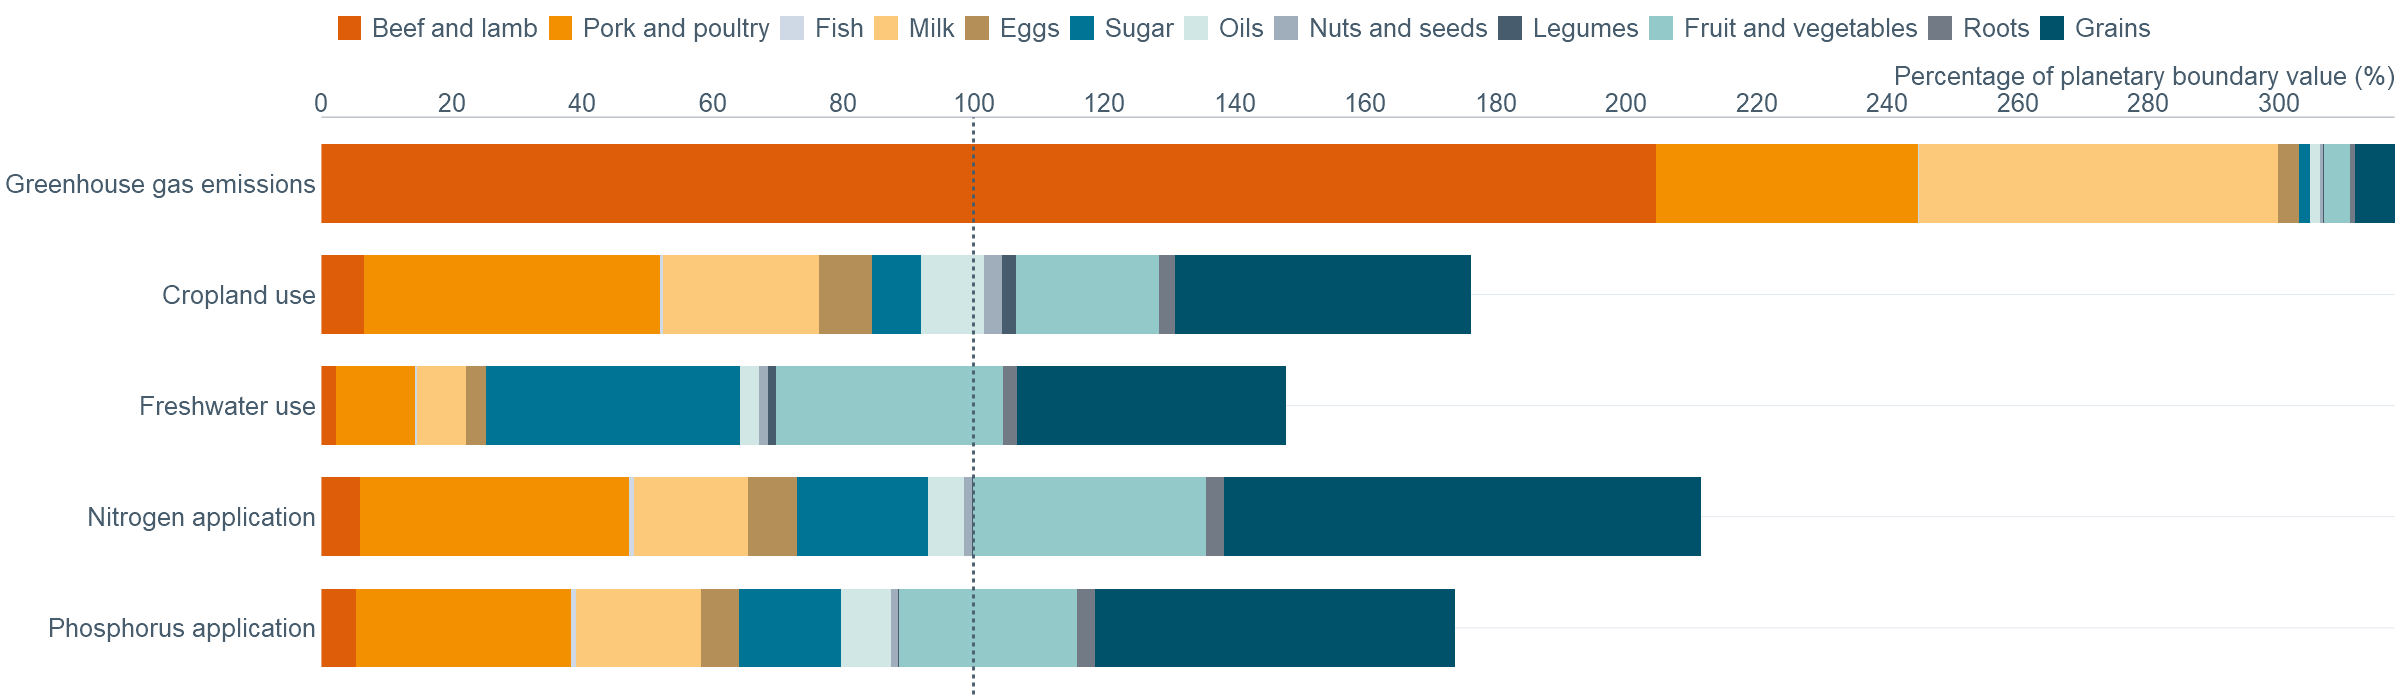 Beef and lamb Pork and poultry Fish Milk Eggs Sugar Oils Nuts and seeds Legumes Fruit and vegetables Roots Grains
Percentage of planetary boundary value (%)
0 20 40 60 80 100 120 140 160 180 200 220 240 260 280 300
Greenhouse gas emissions
Cropland use
Freshwater use
Nitrogen application
Phosphorus application